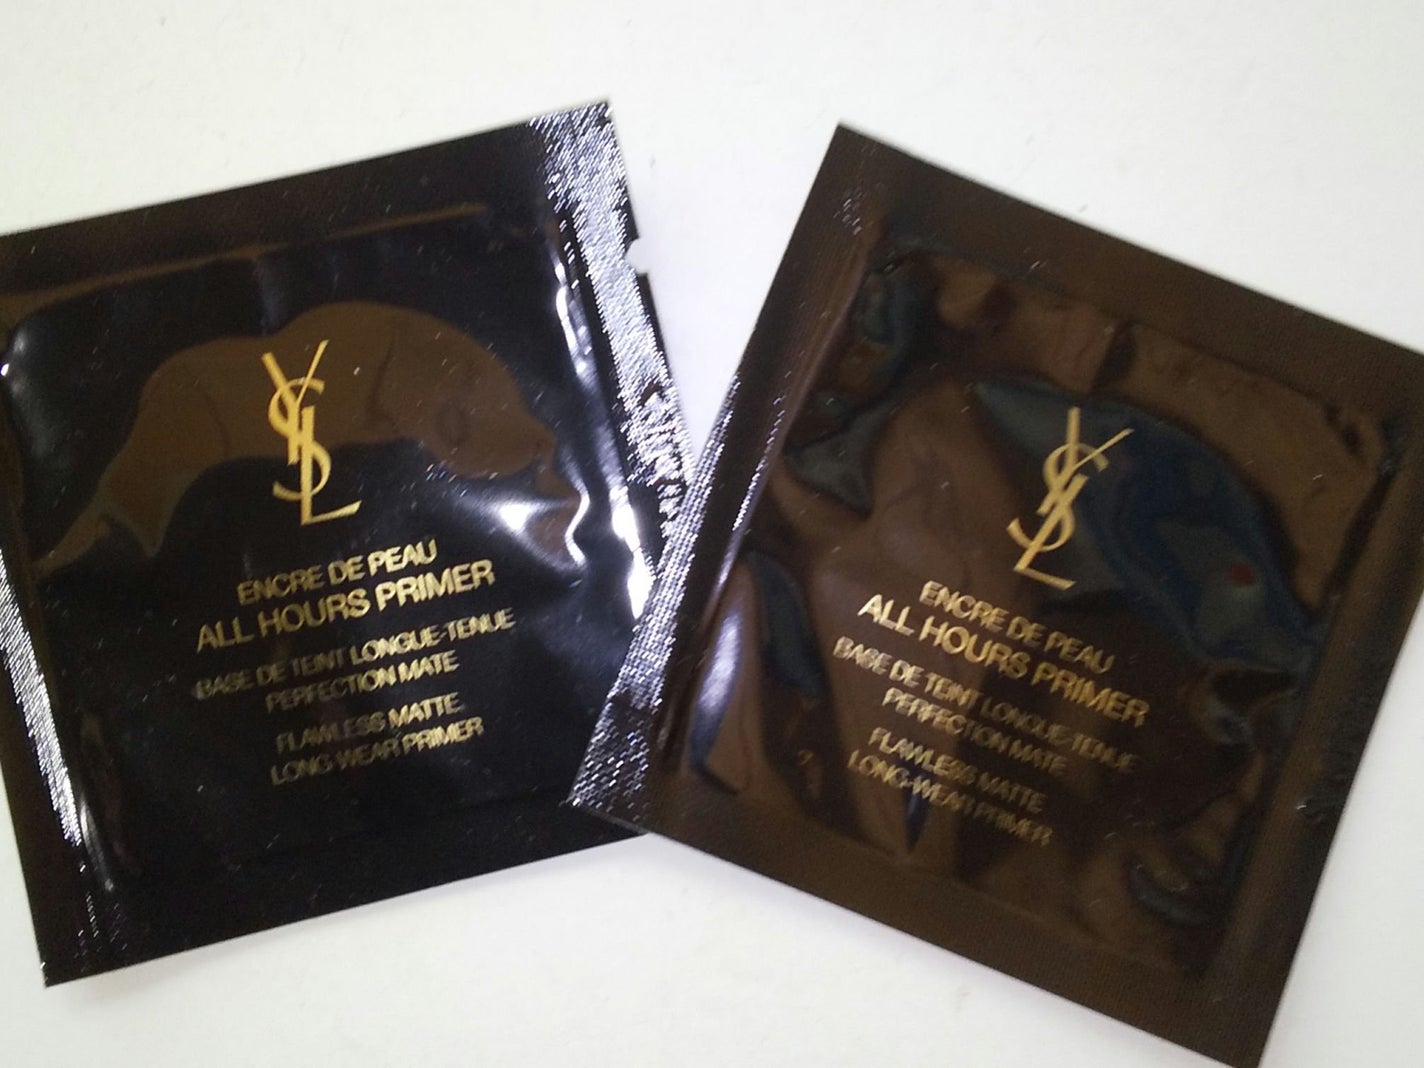 YSL
ENCRE DE PEAU
ALL HOURS PRIMER
BASE DE TEINT LONGUE-TENUE
PERFECTION MATE
FLAWLESS MATTE
LONG WEAR PRIMER
YSL
ENCRE DE PEAU
ALL HOURS PRIMER
BASE DE TEINT LONGUE-TENUE
PERFECTION MATE
FLAWLESS MATTE
LONG-WEAR PRIMER